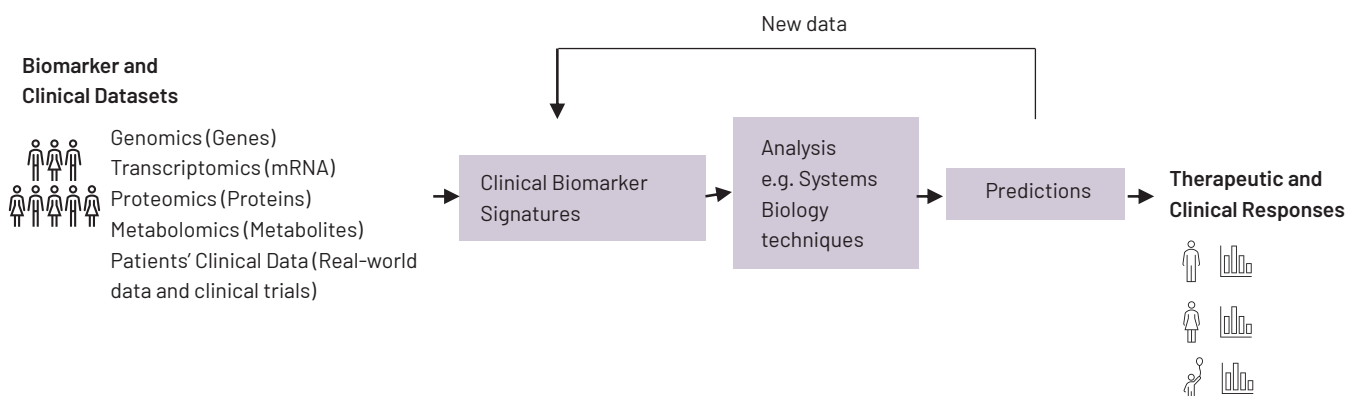 New data
Biomarker and
Clinical Datasets
Genomics (Genes)
Transcriptomics (mRNA)
Proteomics (Proteins)
Metabolomics (Metabolites)
Patients’ Clinical Data (Real-world
data and clinical trials)
Clinical Biomarker
Signatures
Analysis
e.g. Systems
Biology
techniques
Predictions
Therapeutic and
Clinical Responses